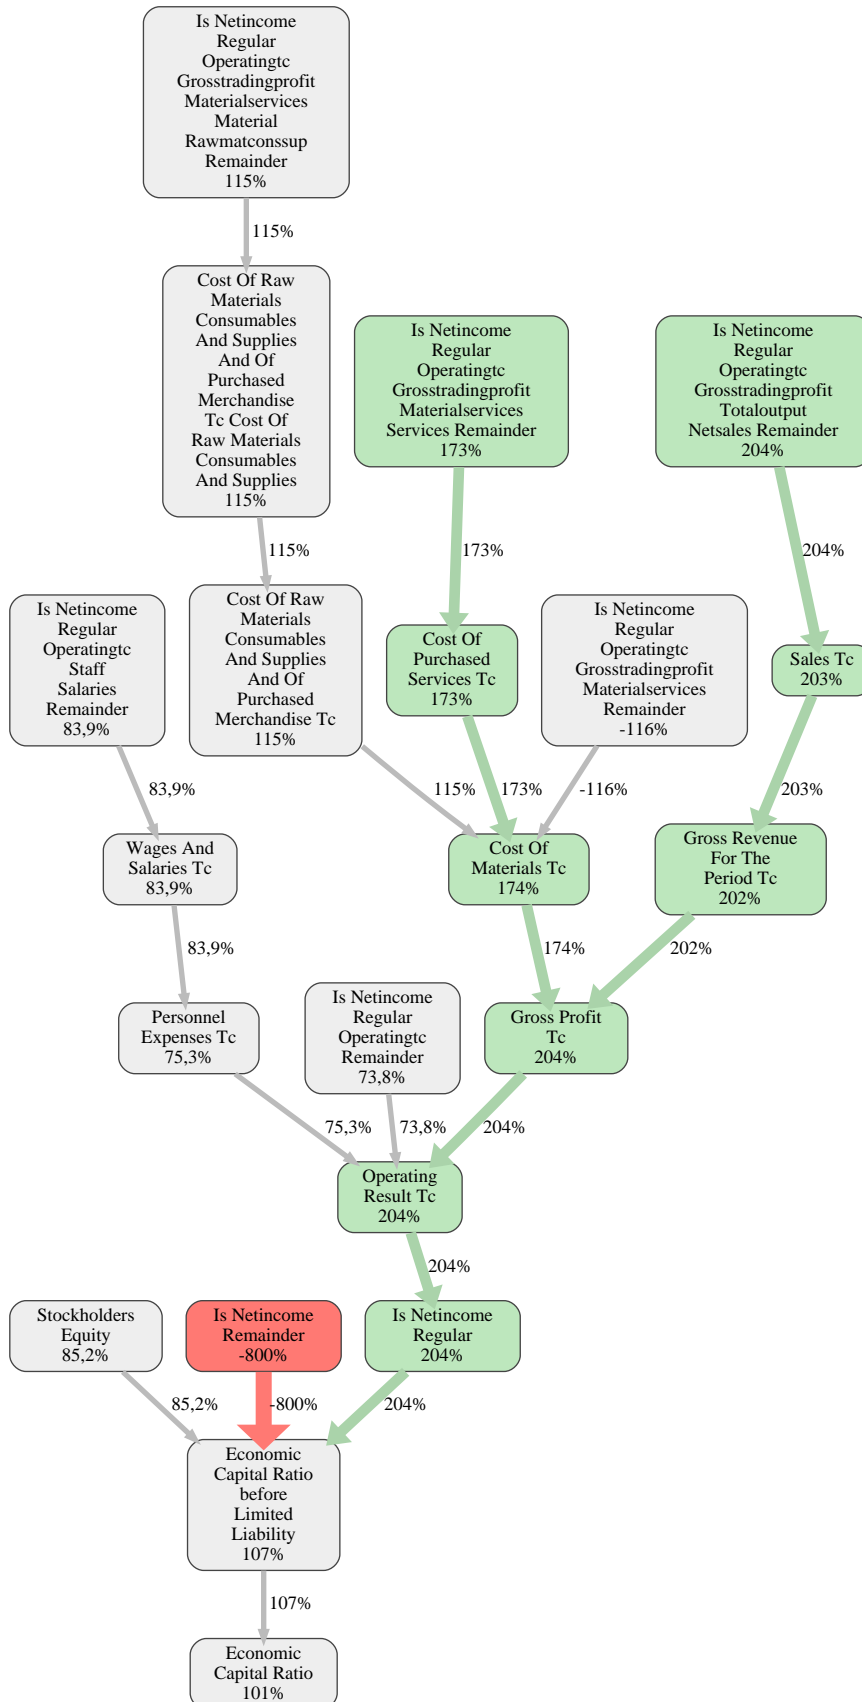 Is Netincome
Regular
Operatingtc
Grosstradingprofit
Materialservices
Material
Rawmatconssup
Remainder
115%
115%
Cost Of Raw
Materials
Consumables
And Supplies
And Of
Purchased
Merchandise
Tc Cost Of
Raw Materials
Consumables
And Supplies
115%
Is Netincome
Regular
Operatingtc
Grosstradingprofit
Materialservices
Services Remainder
173%
Is Netincome
Regular
Operatingtc
Grosstradingprofit
Totaloutput
Netsales Remainder
204%
115%
173%
204%
Is Netincome
Regular
Operatingtc
Staff
Salaries
Remainder
83,9%
Cost Of Raw
Materials
Consumables
And Supplies
And Of
Purchased
Merchandise Tc
115%
Cost Of
Purchased
Services Tc
173%
Is Netincome
Regular
Operatingtc
Grosstradingprofit
Materialservices
Remainder
-116%
Sales Tc
203%
83,9%
115%
173%
-116%
203%
Wages And
Salaries Tc
83,9%
Cost Of
Materials Tc
174%
Gross Revenue
For The
Period Tc
202%
83,9%
174%
202%
Personnel
Expenses Tc
75,3%
Is Netincome
Regular
Operatingtc
Remainder
73,8%
Gross Profit
Tc
204%
75,3%
73,8%
204%
Operating
Result Tc
204%
204%
Stockholders
Equity
85,2%
Is Netincome
Remainder
-800%
Is Netincome
Regular
204%
85,2%
-800%
204%
Economic
Capital Ratio
before
Limited
Liability
107%
107%
Economic
Capital Ratio
101%